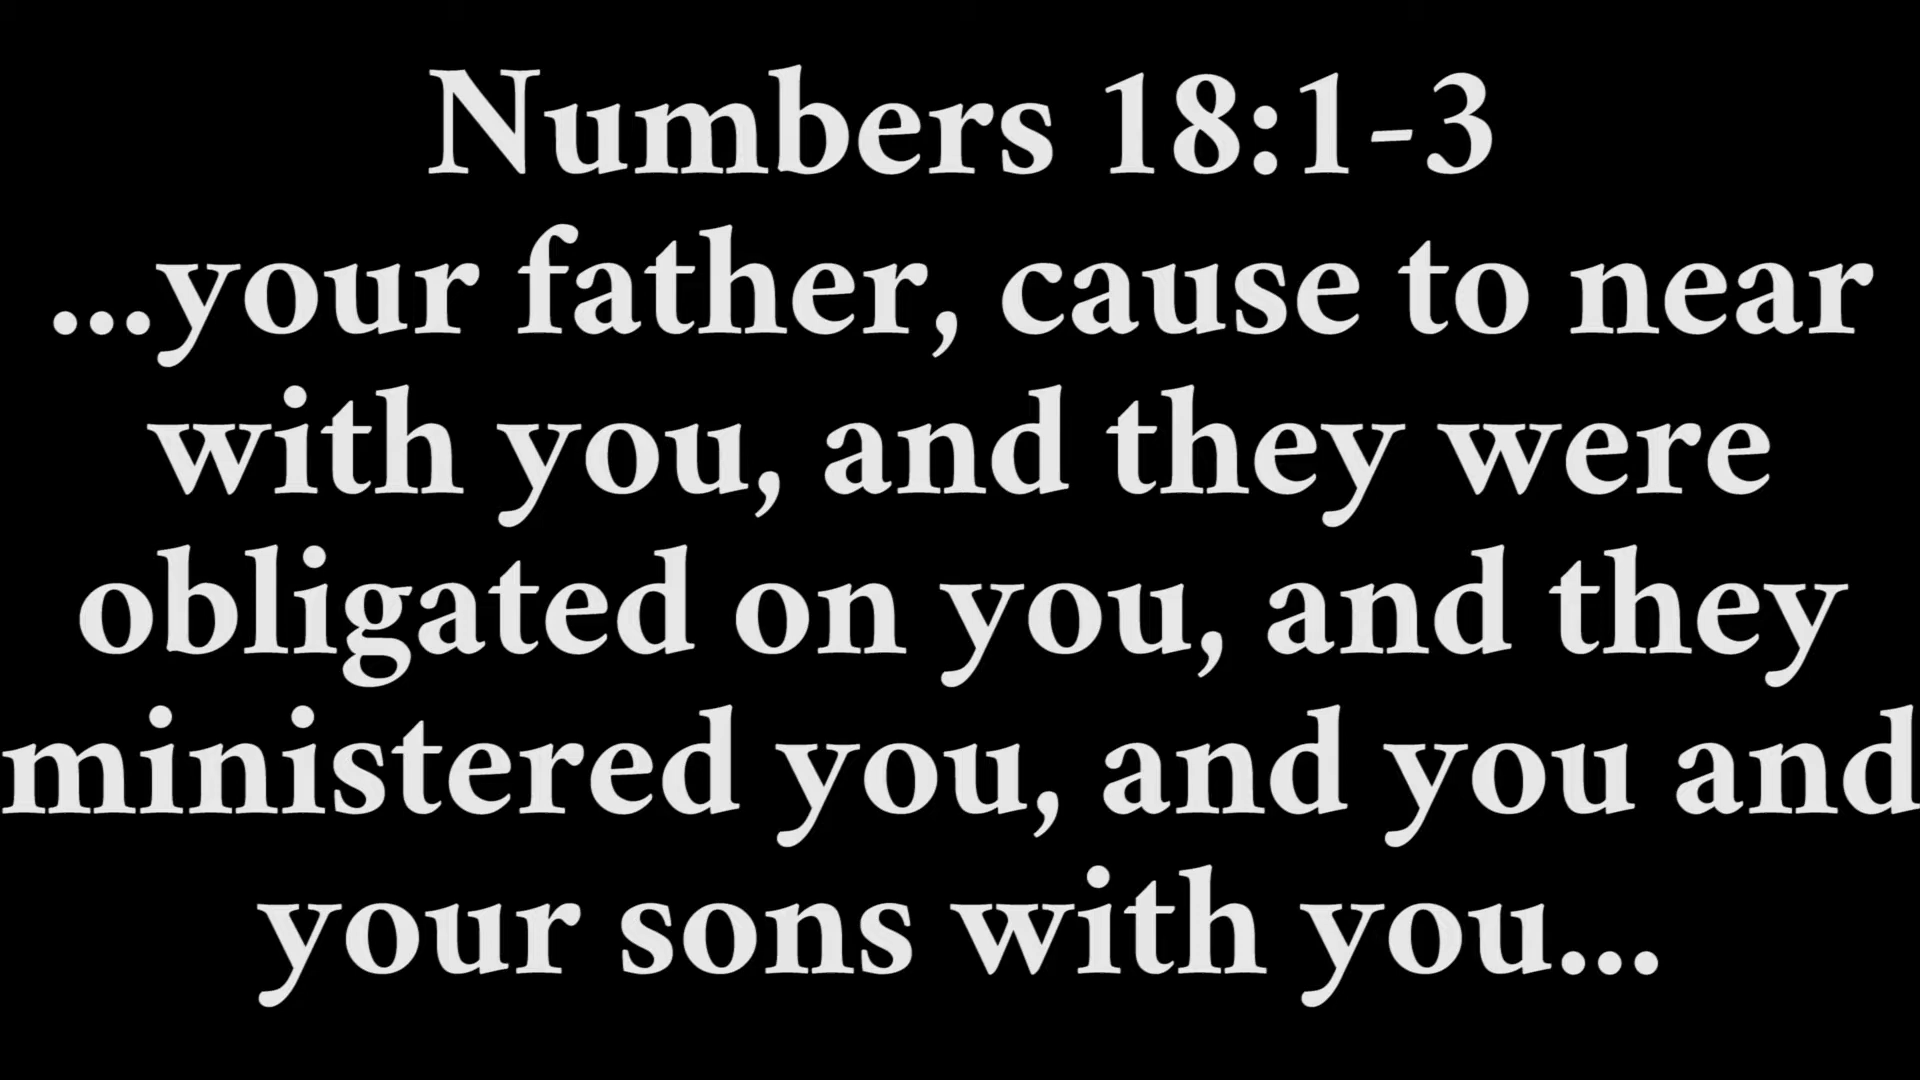 Numbers 18:1-3
...your father, cause to near
with you, and they were
obligated on you, and they
ministered you, and you and
your sons with you...